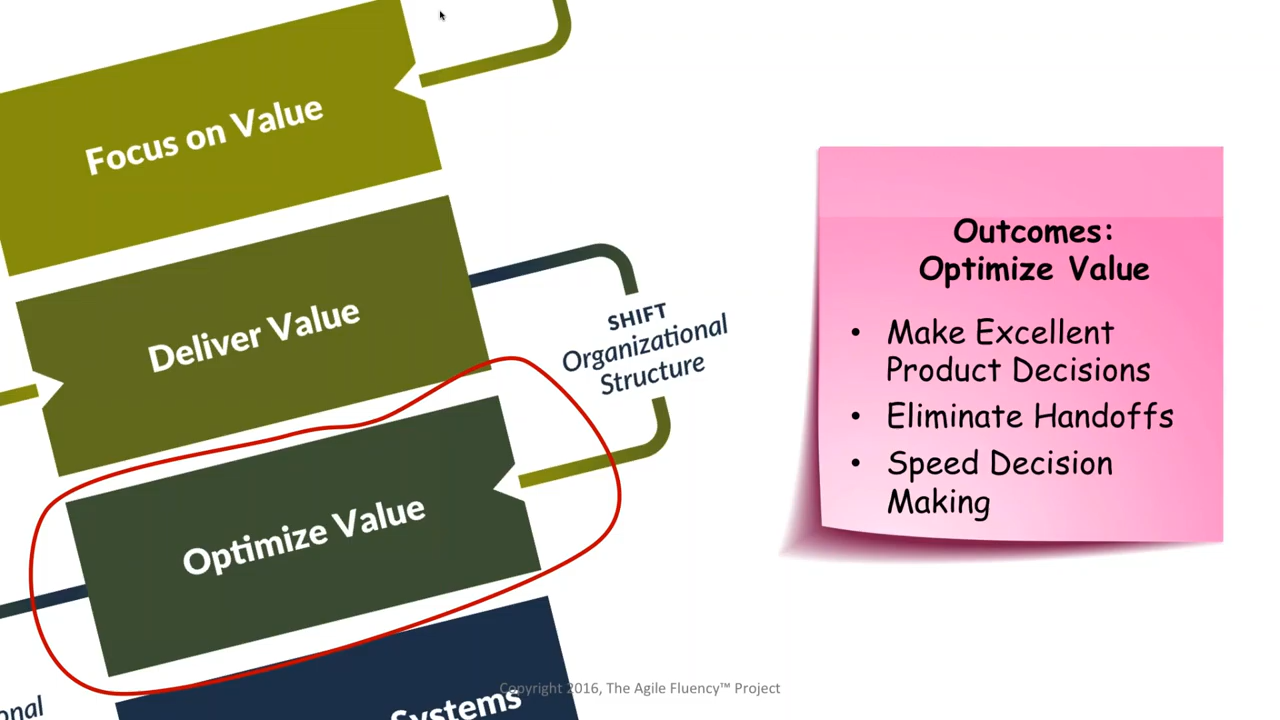 Focus on Value
Deliver Value
SHIFT
Organizational
Structure
Optimize Value
Systems
Outcomes:
Optimize Value
• Make Excellent
Product Decisions
• Eliminate Handoffs
• Speed Decision
Making
Copyright 2016, The Agile Fluency™ Project